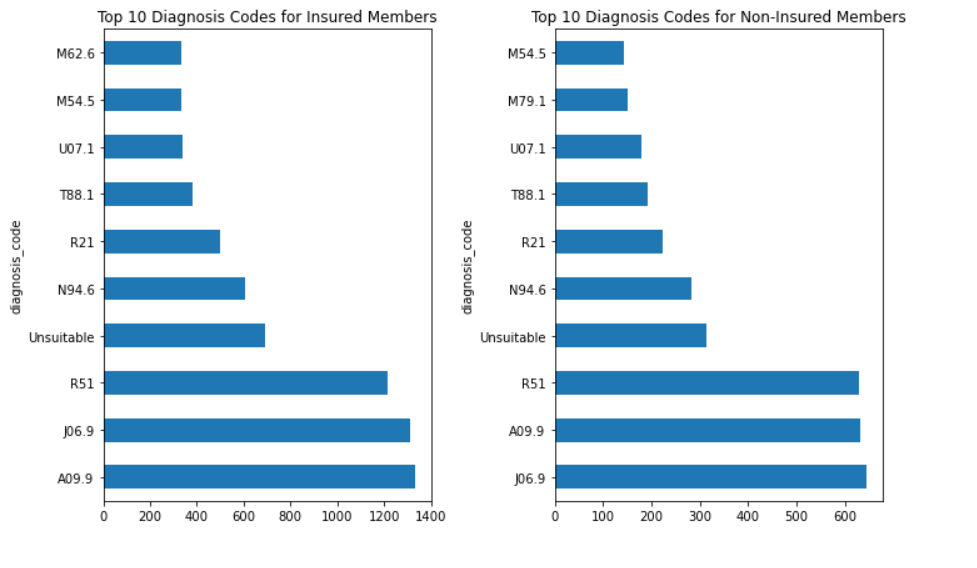 Top 10 Diagnosis Codes for Insured Members
M62.6
M54.5
U07.1
T88.1
R21
N94.6
Unsuitable
R51
J06.9
A09.9
diagnosis_code
0 200 400 600 800 1000 1200 1400
Top 10 Diagnosis Codes for Non-Insured Members
M54.5
M79.1
U07.1
T88.1
R21
N94.6
Unsuitable
R51
A09.9
J06.9
diagnosis_code
0 100 200 300 400 500 600